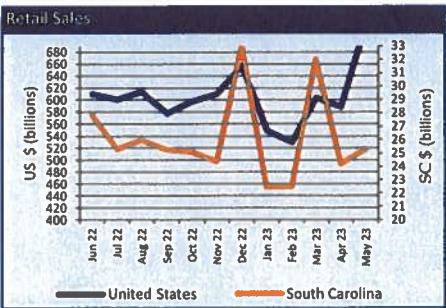 Retail Sales
US $ (billions)
680
660
640
620
600
580
560
540
520
500
480
460
440
420
400
33
32
31
30
29
28
27
26
25
24
23
22
21
20
SC $ (billions)
Jun 22
Jul 22
Aug 22
Sep 22
Oct 22
Nov 22
Dec 22
Jan 23
Feb 23
Mar 23
Apr 23
May 23
United States
South Carolina